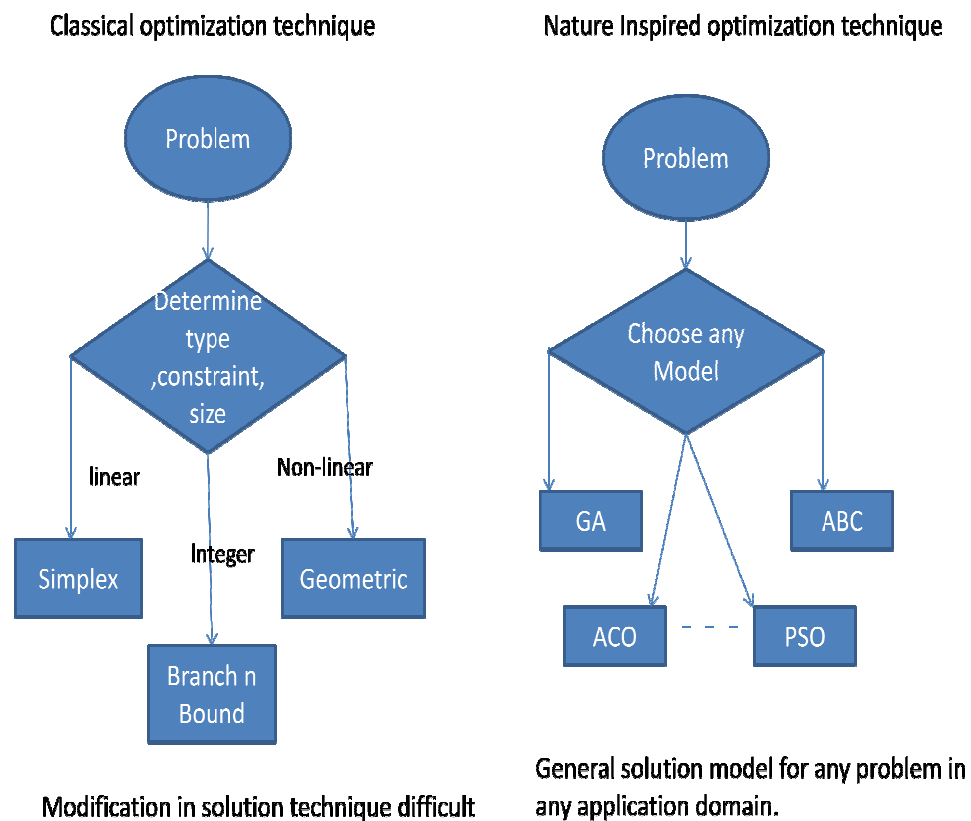 Classical optimization technique
Problem
Determine
type
,constraint,
size
linear
Non-linear
Integer
Simplex
Geometric
Branch n
Bound
Modification in solution technique difficult
Nature Inspired optimization technique
Problem
Choose any
Model
GA
ABC
ACO
PSO
General solution model for any problem in
any application domain.